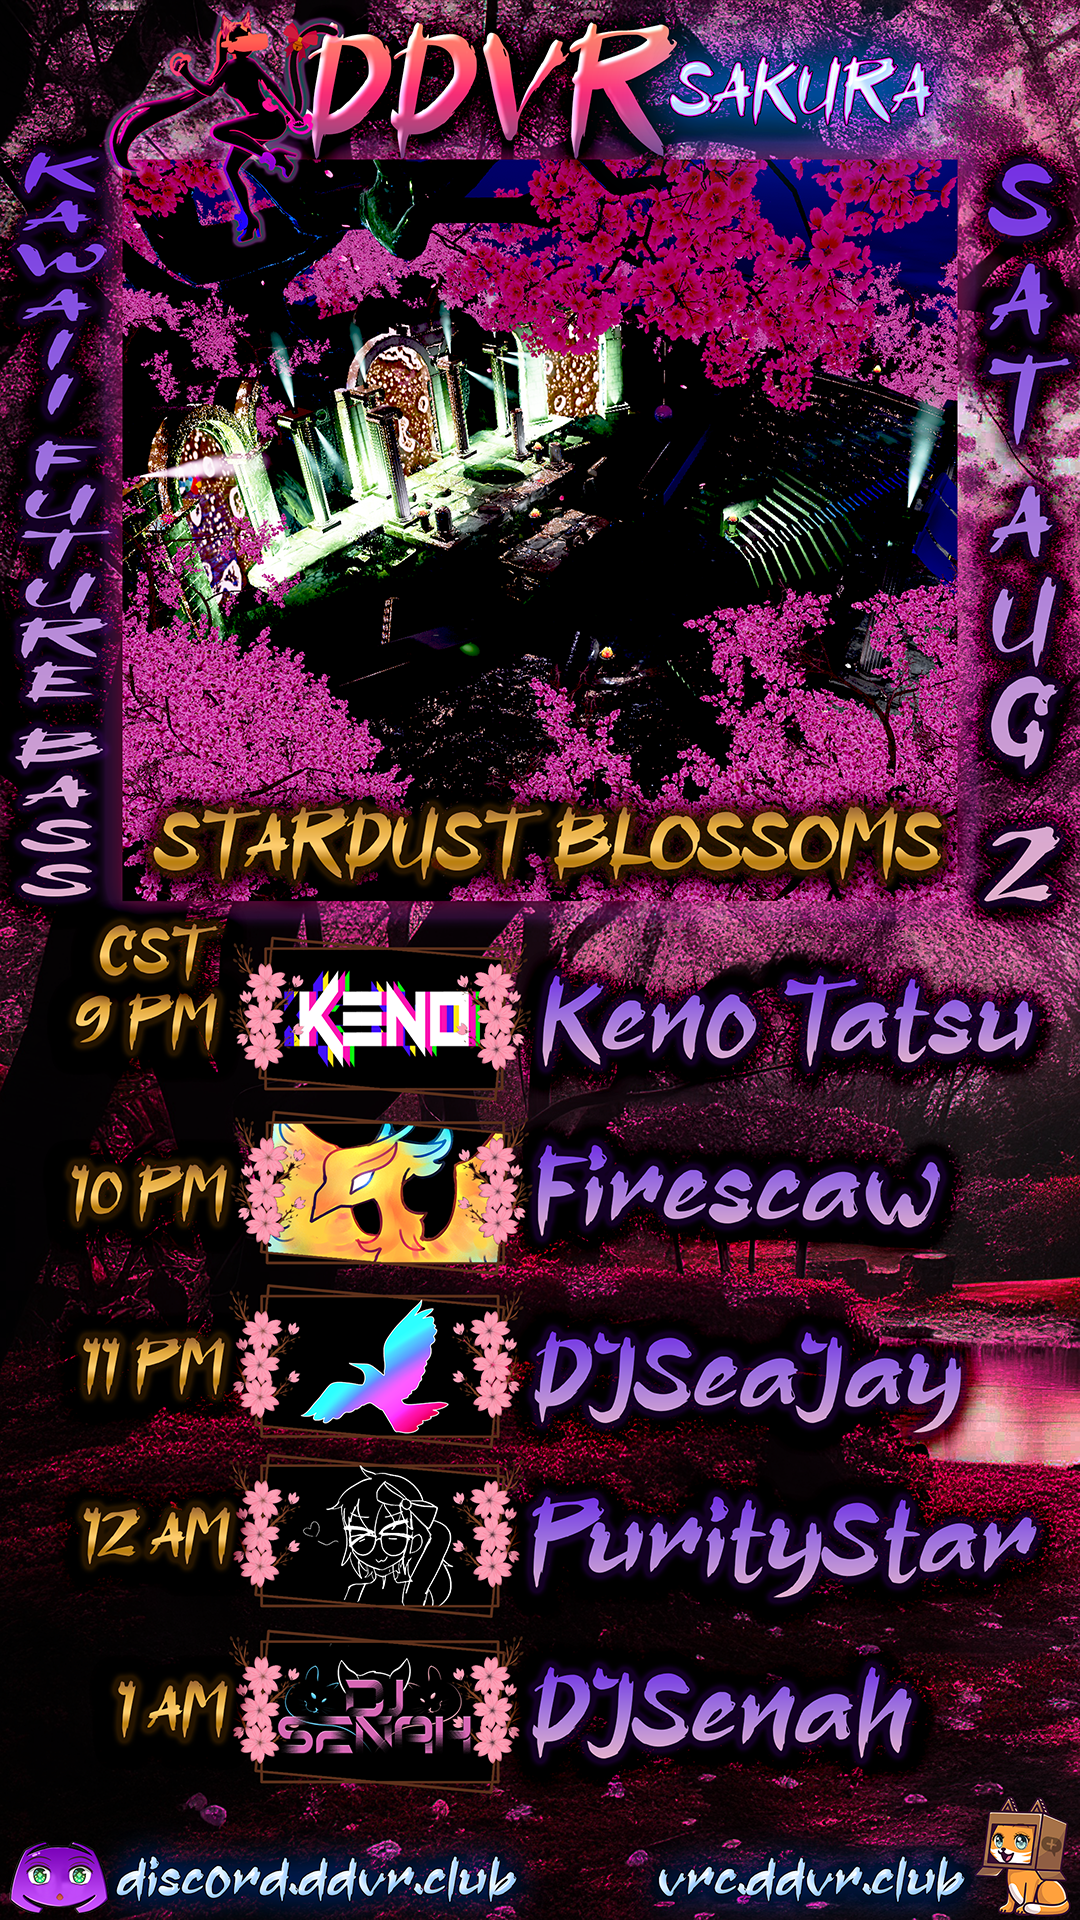 DDVR SAKURA
KAWAII FUTURE BASS
SAT AUG 2
STARDUST BLOSSOMS
CST
9 PM KENO Keno Tatsu
10 PM Firescaw
11 PM DJSeaJay
12 AM PurityStar
1 AM DJ SENAH DJSenah
discord.ddvr.club vrc.ddvr.club